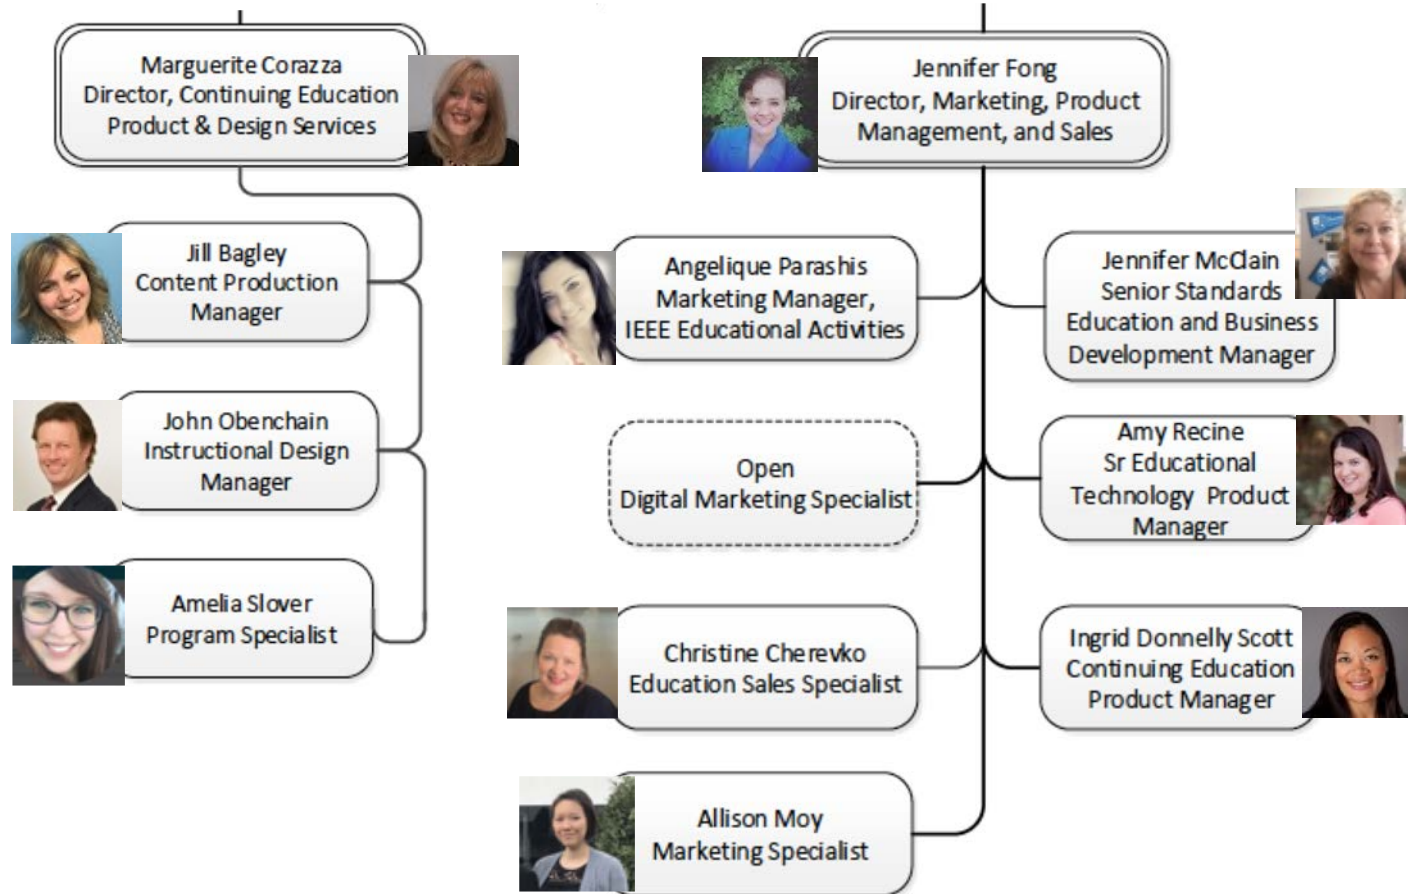 Marguerite Corazza
Director, Continuing Education
Product & Design Services
Jill Bagley
Content Production
Manager
John Obenchain
Instructional Design
Manager
Amelia Slover
Program Specialist
Jennifer Fong
Director, Marketing, Product
Management, and Sales
Angelique Parashis
Marketing Manager,
IEEE Educational Activities
Open
Digital Marketing Specialist
Christine Cherevko
Education Sales Specialist
Allison Moy
Marketing Specialist
Jennifer McClain
Senior Standards
Education and Business
Development Manager
Amy Recine
Sr Educational
Technology Product
Manager
Ingrid Donnelly Scott
Continuing Education
Product Manager